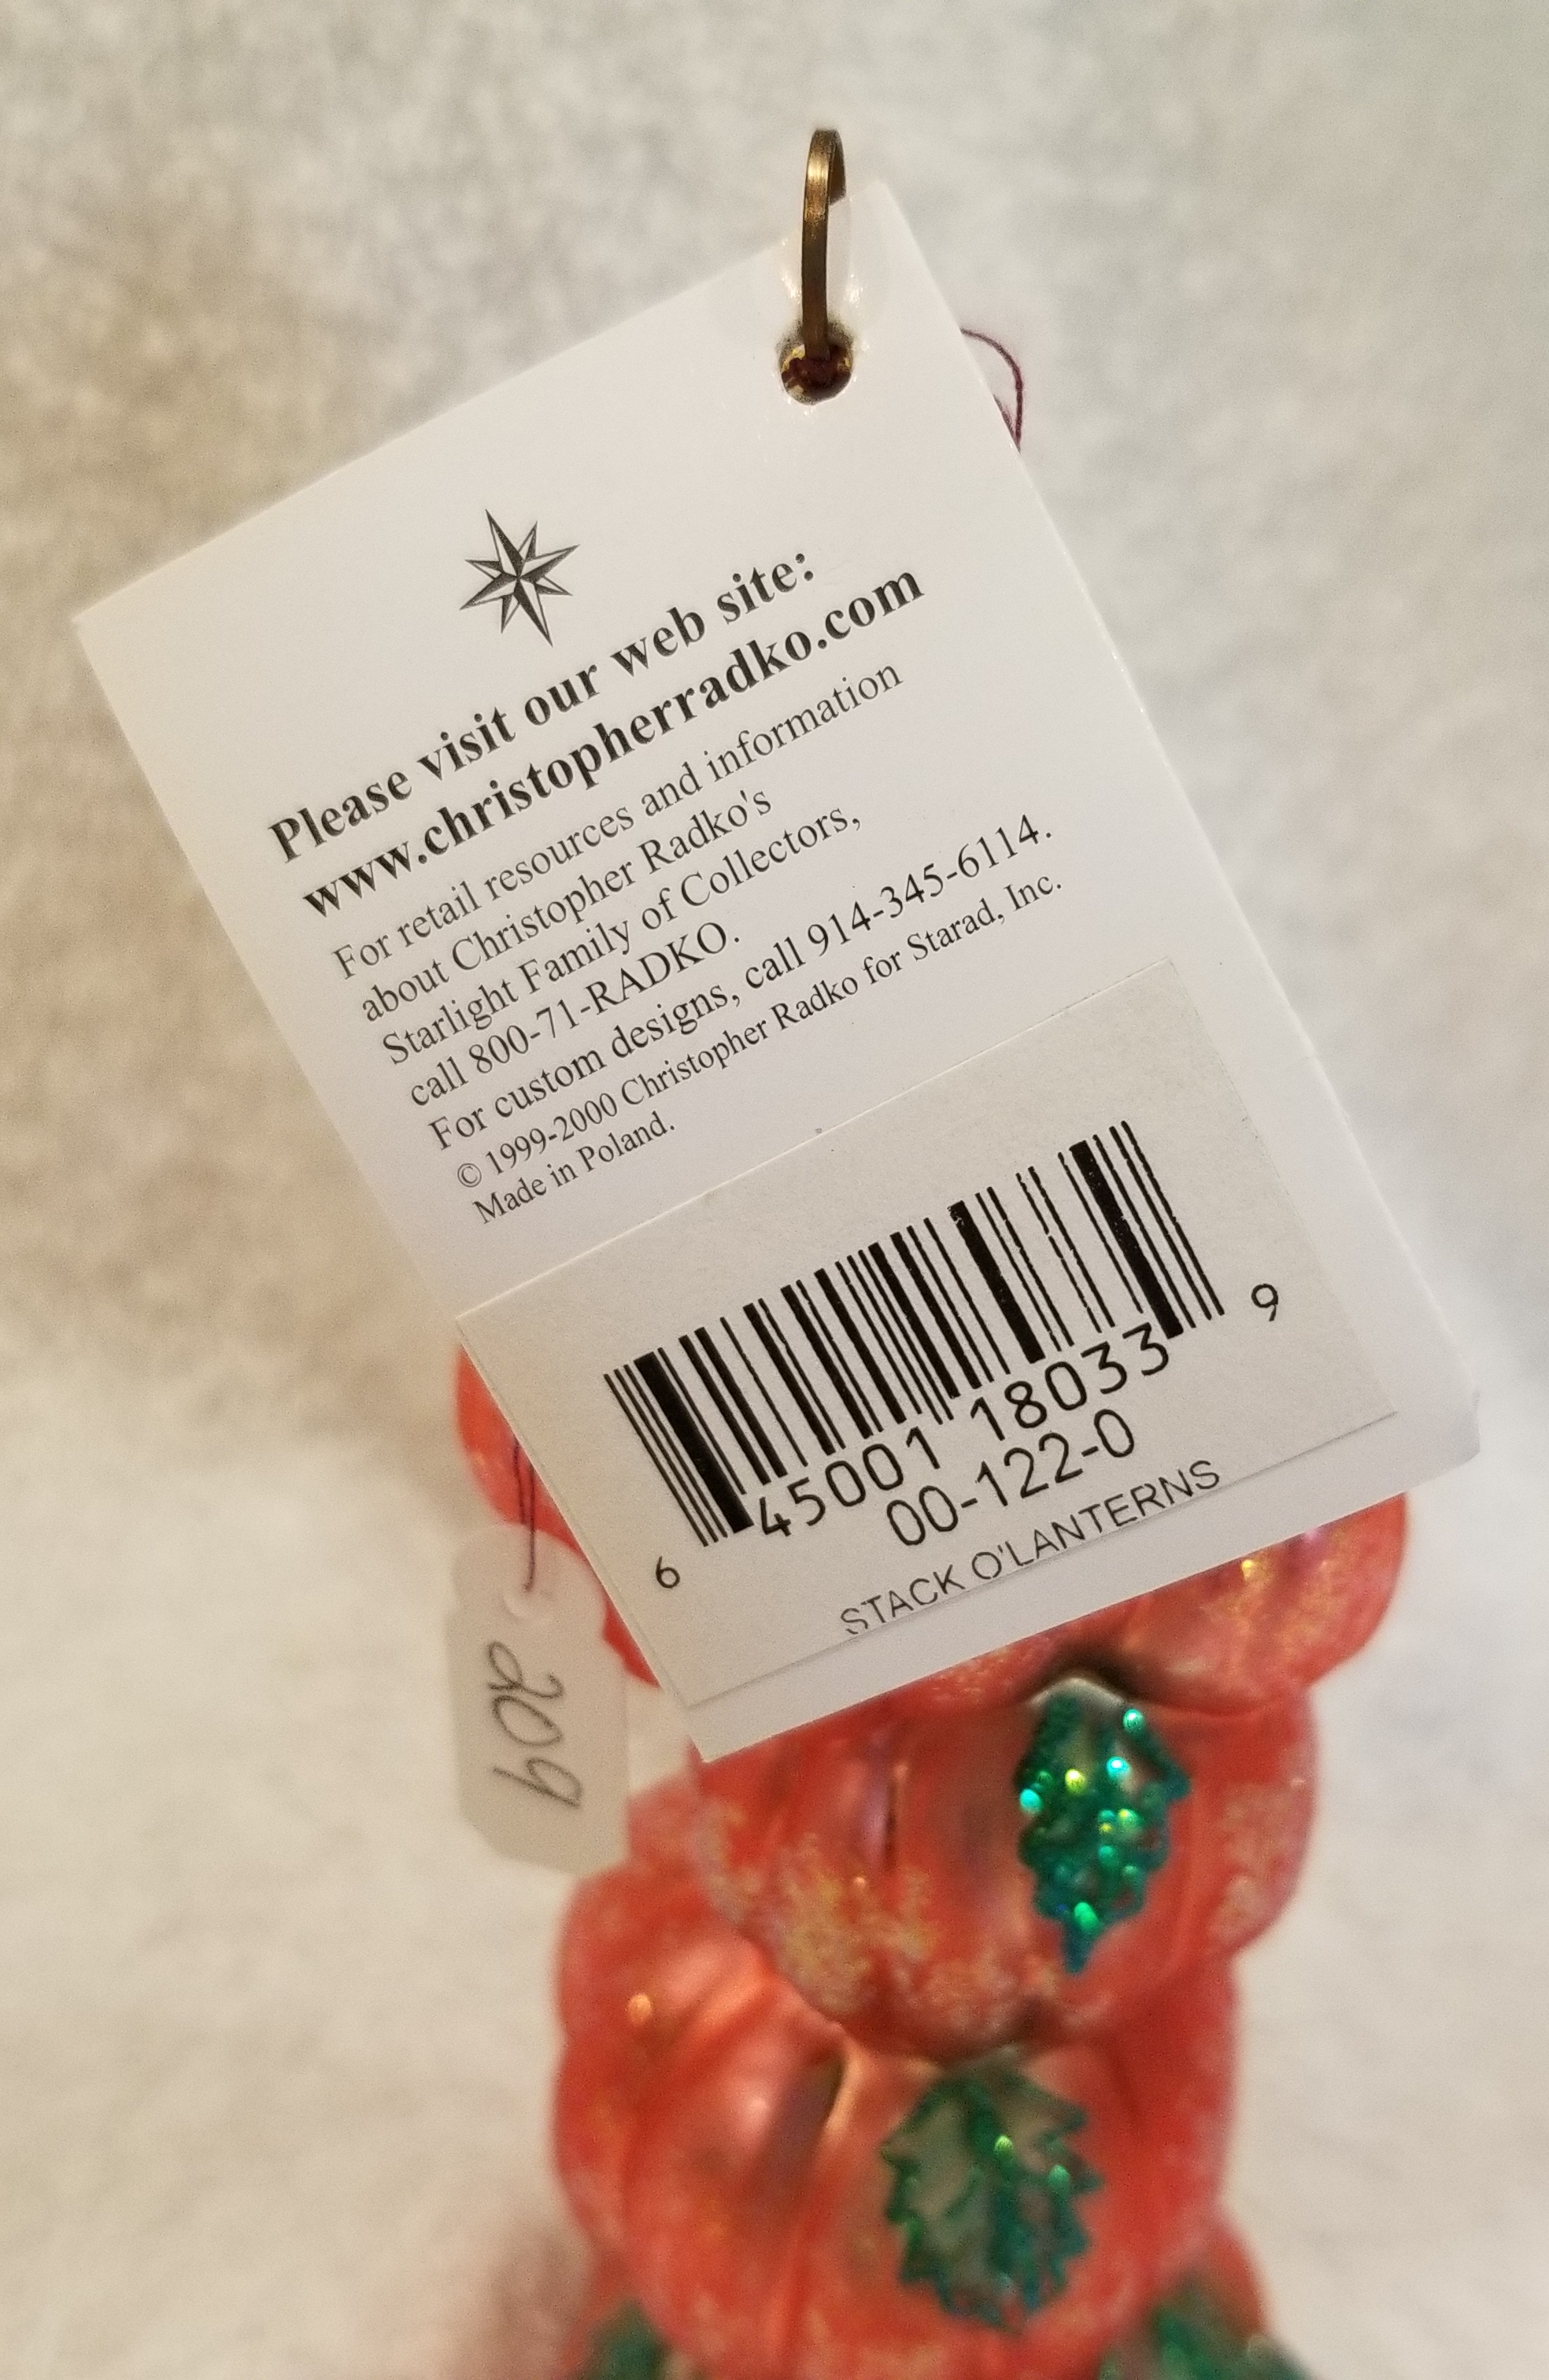 Please visit our web site:
www.christopherradko.com
For retail resources and information
about Christopher Radko's
Starlight Family of Collectors,
call 800-71-RADKO.
For custom designs, call 914-345-6114.
© 1999-2000 Christopher Radko for Starad, Inc.
Made in Poland.
6 45001 18033 9
00-122-0
STACK O'LANTERNS
209